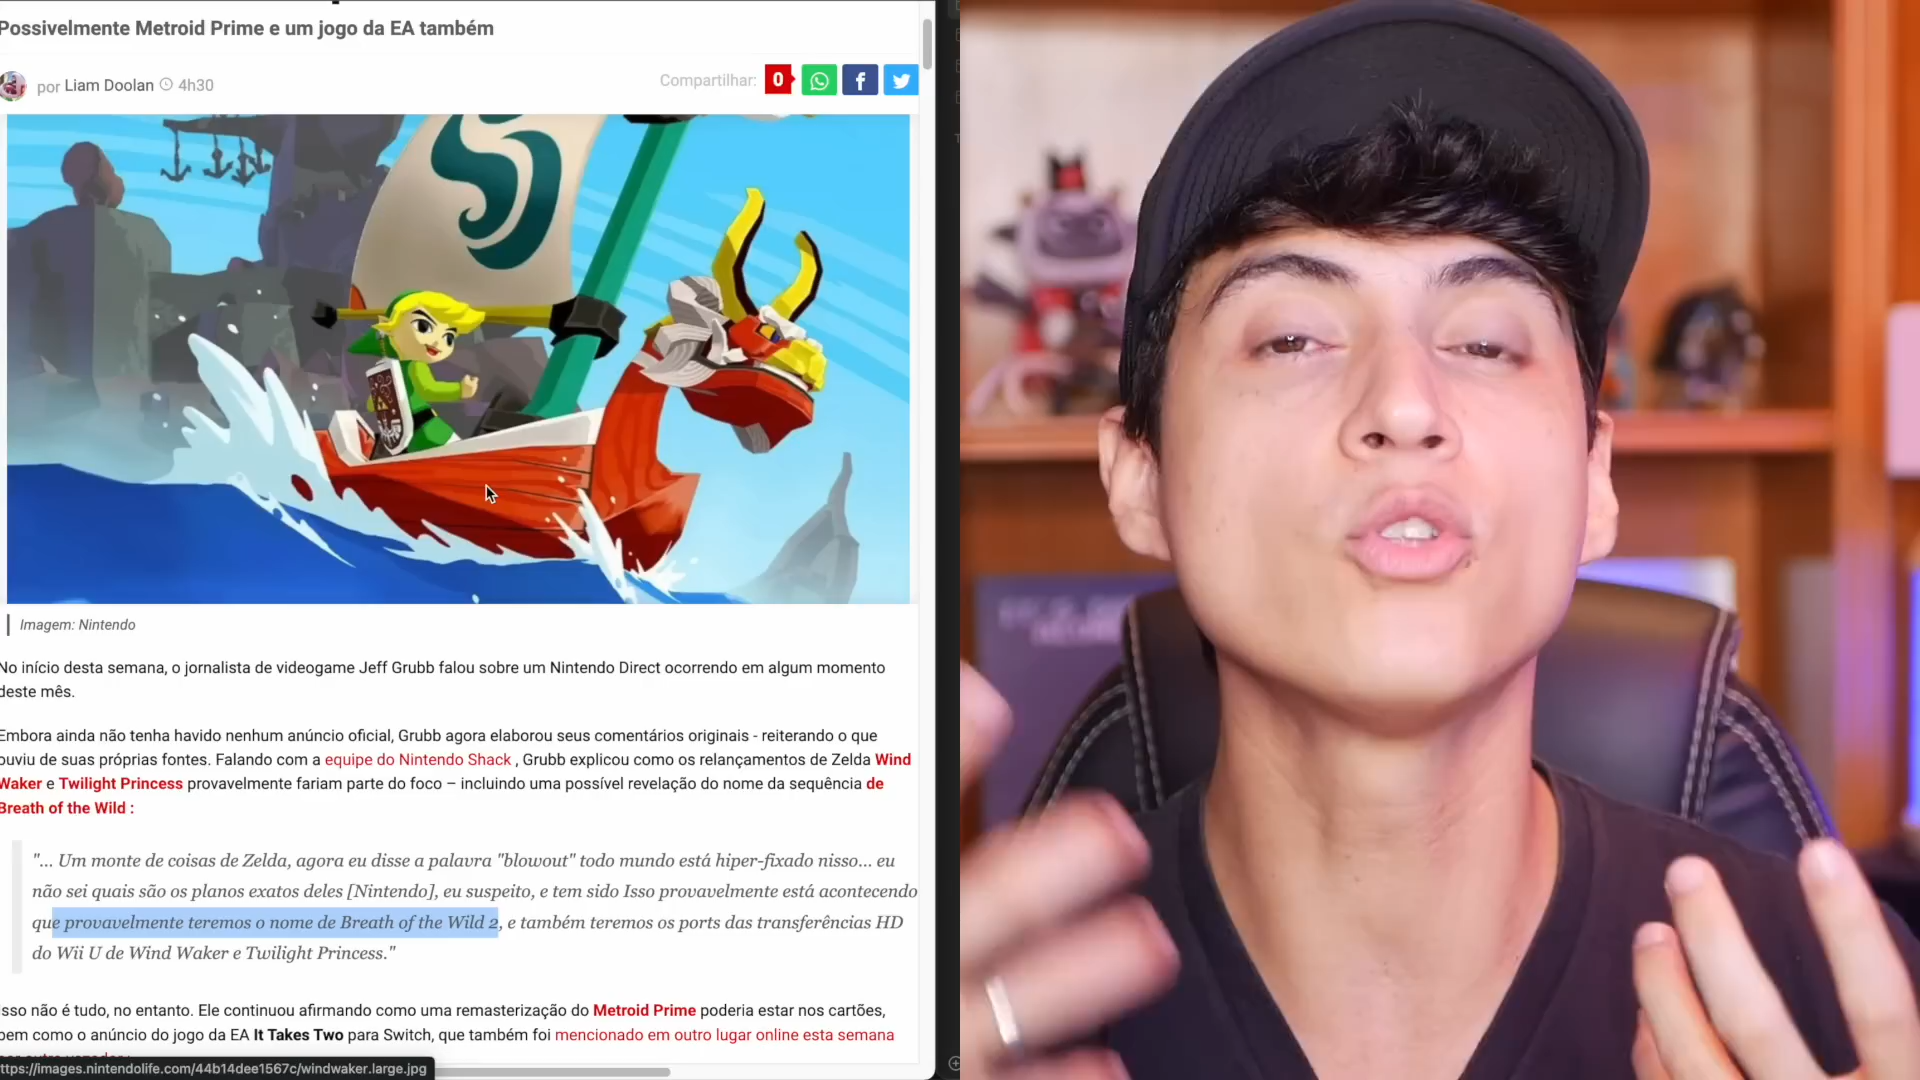 Possivelmente Metroid Prime e um jogo da EA também
por Liam Doolan 4h30
Compartilhar: 0
Imagem: Nintendo
No início desta semana, o jornalista de videogame Jeff Grubb falou sobre um Nintendo Direct ocorrendo em algum momento
deste mês.
Embora ainda não tenha havido nenhum anúncio oficial, Grubb agora elaborou seus comentários originais - reiterando o que
ouviu de suas próprias fontes. Falando com a equipe do Nintendo Shack , Grubb explicou como os relançamentos de Zelda Wind
Waker e Twilight Princess provavelmente fariam parte do foco – incluindo uma possível revelação do nome da sequência de
Breath of the Wild :
"... Um monte de coisas de Zelda, agora eu disse a palavra "blowout" todo mundo está hiper-fixado nisso... eu
não sei quais são os planos exatos deles [Nintendo], eu suspeito, e tem sido Isso provavelmente está acontecendo
que provavelmente teremos o nome de Breath of the Wild 2, e também teremos os ports das transferências HD
do Wii U de Wind Waker e Twilight Princess."
Isso não é tudo, no entanto. Ele continuou afirmando como uma remasterização do Metroid Prime poderia estar nos cartões,
bem como o anúncio do jogo da EA It Takes Two para Switch, que também foi mencionado em outro lugar online esta semana
ttps://images.nintendolife.com/44b14dee1567c/windwaker.large.jpg